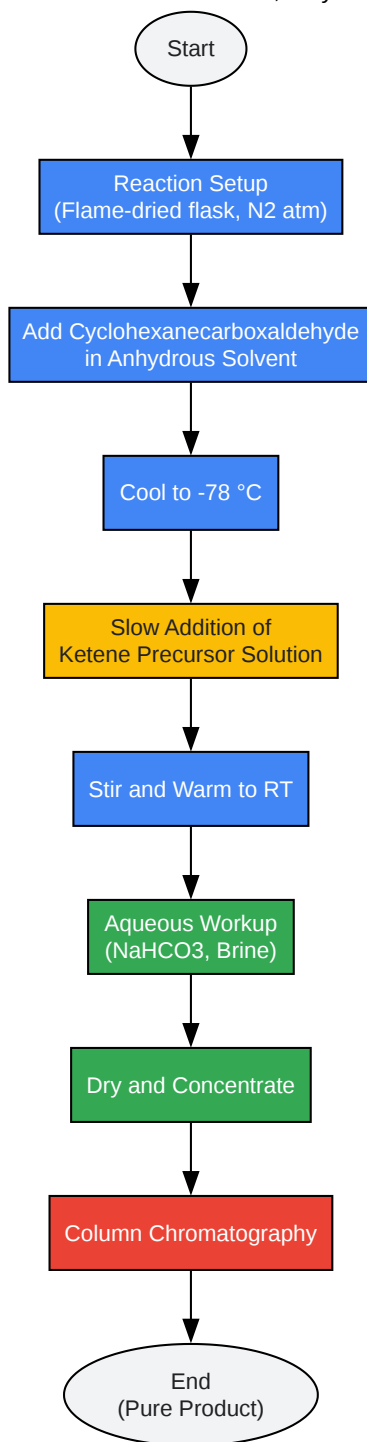 Start
Reaction Setup
(Flame-dried flask, N2 atm)
Add Cyclohexanecarboxaldehyde
in Anhydrous Solvent
Cool to -78 °C
Slow Addition of
Ketene Precursor Solution
Stir and Warm to RT
Aqueous Workup
(NaHCO3, Brine)
Dry and Concentrate
Column Chromatography
End
(Pure Product)